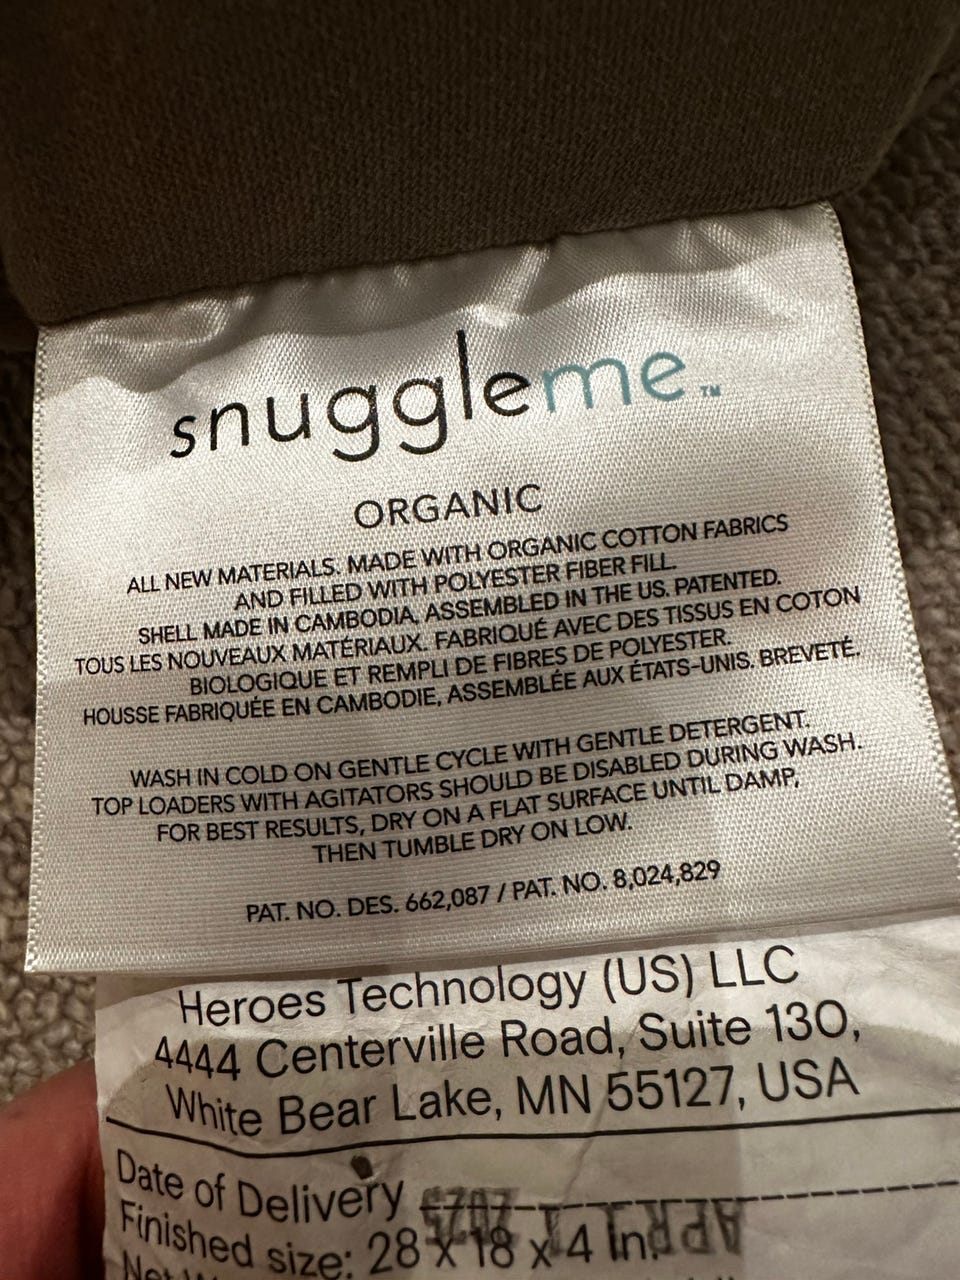 snuggleme™
ORGANIC
ALL NEW MATERIALS. MADE WITH ORGANIC COTTON FABRICS
AND FILLED WITH POLYESTER FIBER FILL.
SHELL MADE IN CAMBODIA, ASSEMBLED IN THE US. PATENTED.
TOUS LES NOUVEAUX MATÉRIAUX. FABRIQUÉ AVEC DES TISSUS EN COTON
BIOLOGIQUE ET REMPLI DE FIBRES DE POLYESTER.
HOUSSE FABRIQUÉE EN CAMBODIE, ASSEMBLÉE AUX ÉTATS-UNIS. BREVETÉ.
WASH IN COLD ON GENTLE CYCLE WITH GENTLE DETERGENT.
TOP LOADERS WITH AGITATORS SHOULD BE DISABLED DURING WASH.
FOR BEST RESULTS, DRY ON A FLAT SURFACE UNTIL DAMP,
THEN TUMBLE DRY ON LOW.
PAT. NO. DES. 662,087 / PAT. NO. 8,024,829
Heroes Technology (US) LLC
4444 Centerville Road, Suite 130,
White Bear Lake, MN 55127, USA
Date of Delivery
Finished size: 28 x 18 x 4 In.